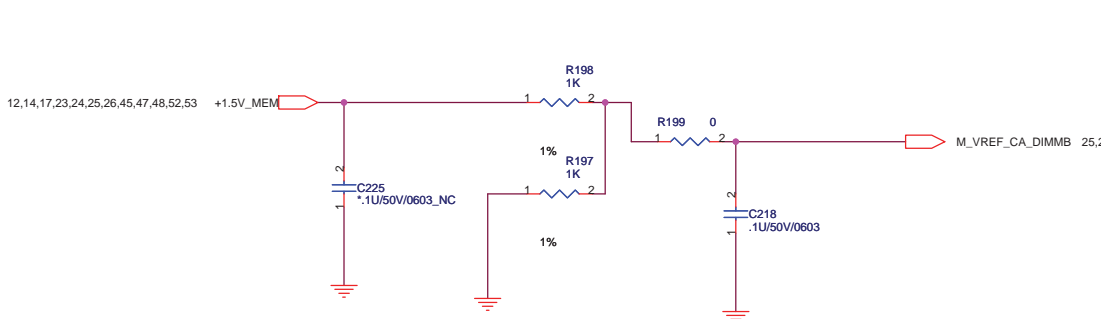 R198
1K
1 2
12,14,17,23,24,25,26,45,47,48,52,53 +1.5V_MEM
R199 0
1 2
M_VREF_CA_DIMMB 25,2
1%
R197
1K
1 2
2
C225
*.1U/50V/0603_NC
1
2
C218
.1U/50V/0603
1
1%